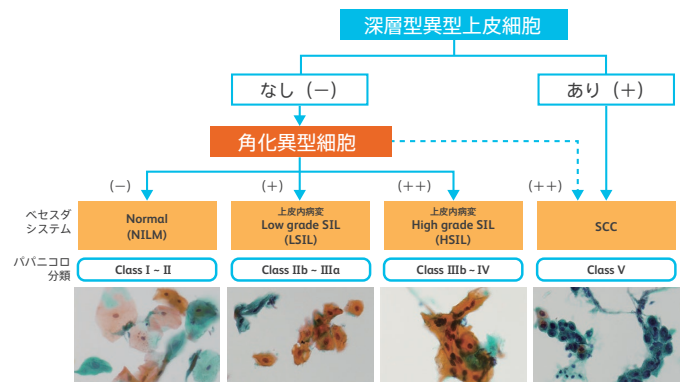 深層型異型上皮細胞
なし（−）
あり（＋）
角化異型細胞
(−)
(+)
(++)
(++)
ベセスダ
システム
Normal
(NILM)
上皮内病変
Low grade SIL
(LSIL)
上皮内病変
High grade SIL
(HSIL)
SCC
パパニコロ
分類
Class I ~ II
Class IIb ~ IIIa
Class IIIb ~ IV
Class V